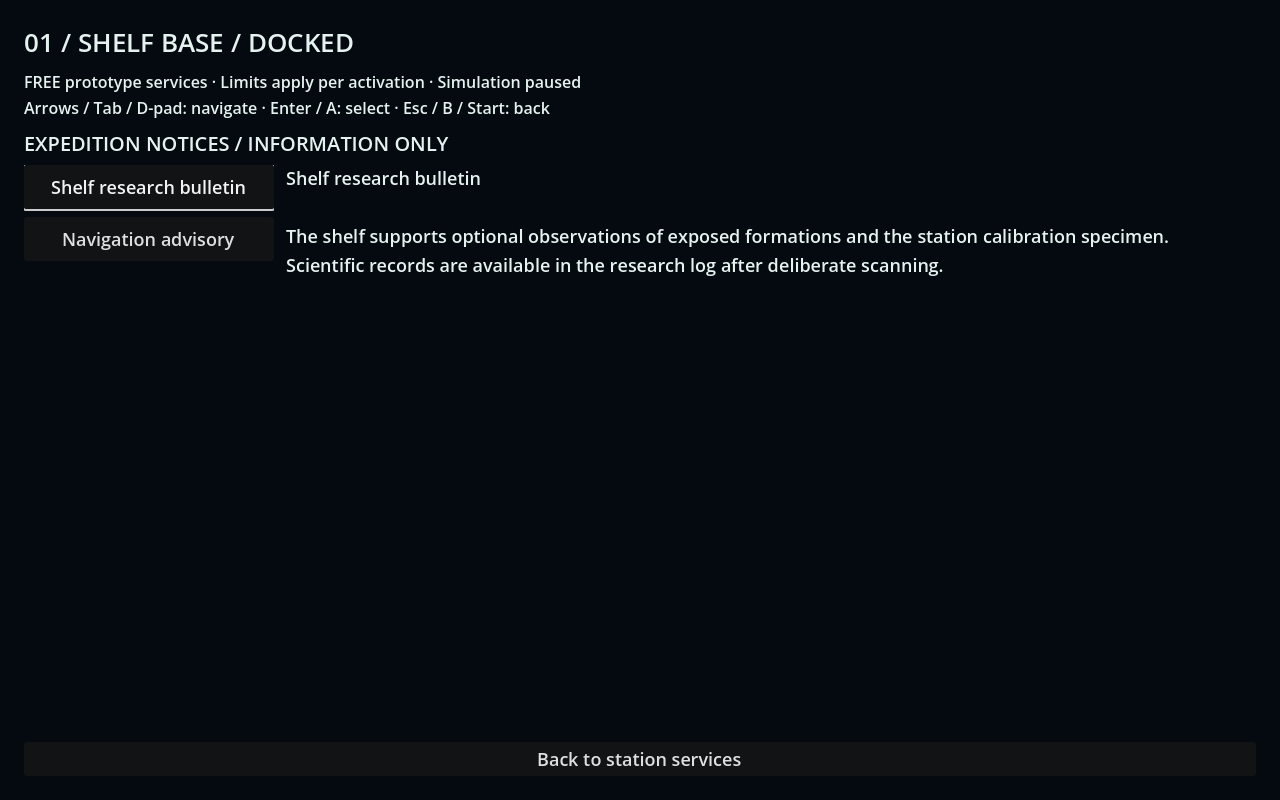 01 / SHELF BASE / DOCKED
FREE prototype services · Limits apply per activation · Simulation paused
Arrows / Tab / D-pad: navigate · Enter / A: select · Esc / B / Start: back
EXPEDITION NOTICES / INFORMATION ONLY
Shelf research bulletin
Navigation advisory
Shelf research bulletin
The shelf supports optional observations of exposed formations and the station calibration specimen.
Scientific records are available in the research log after deliberate scanning.
Back to station services